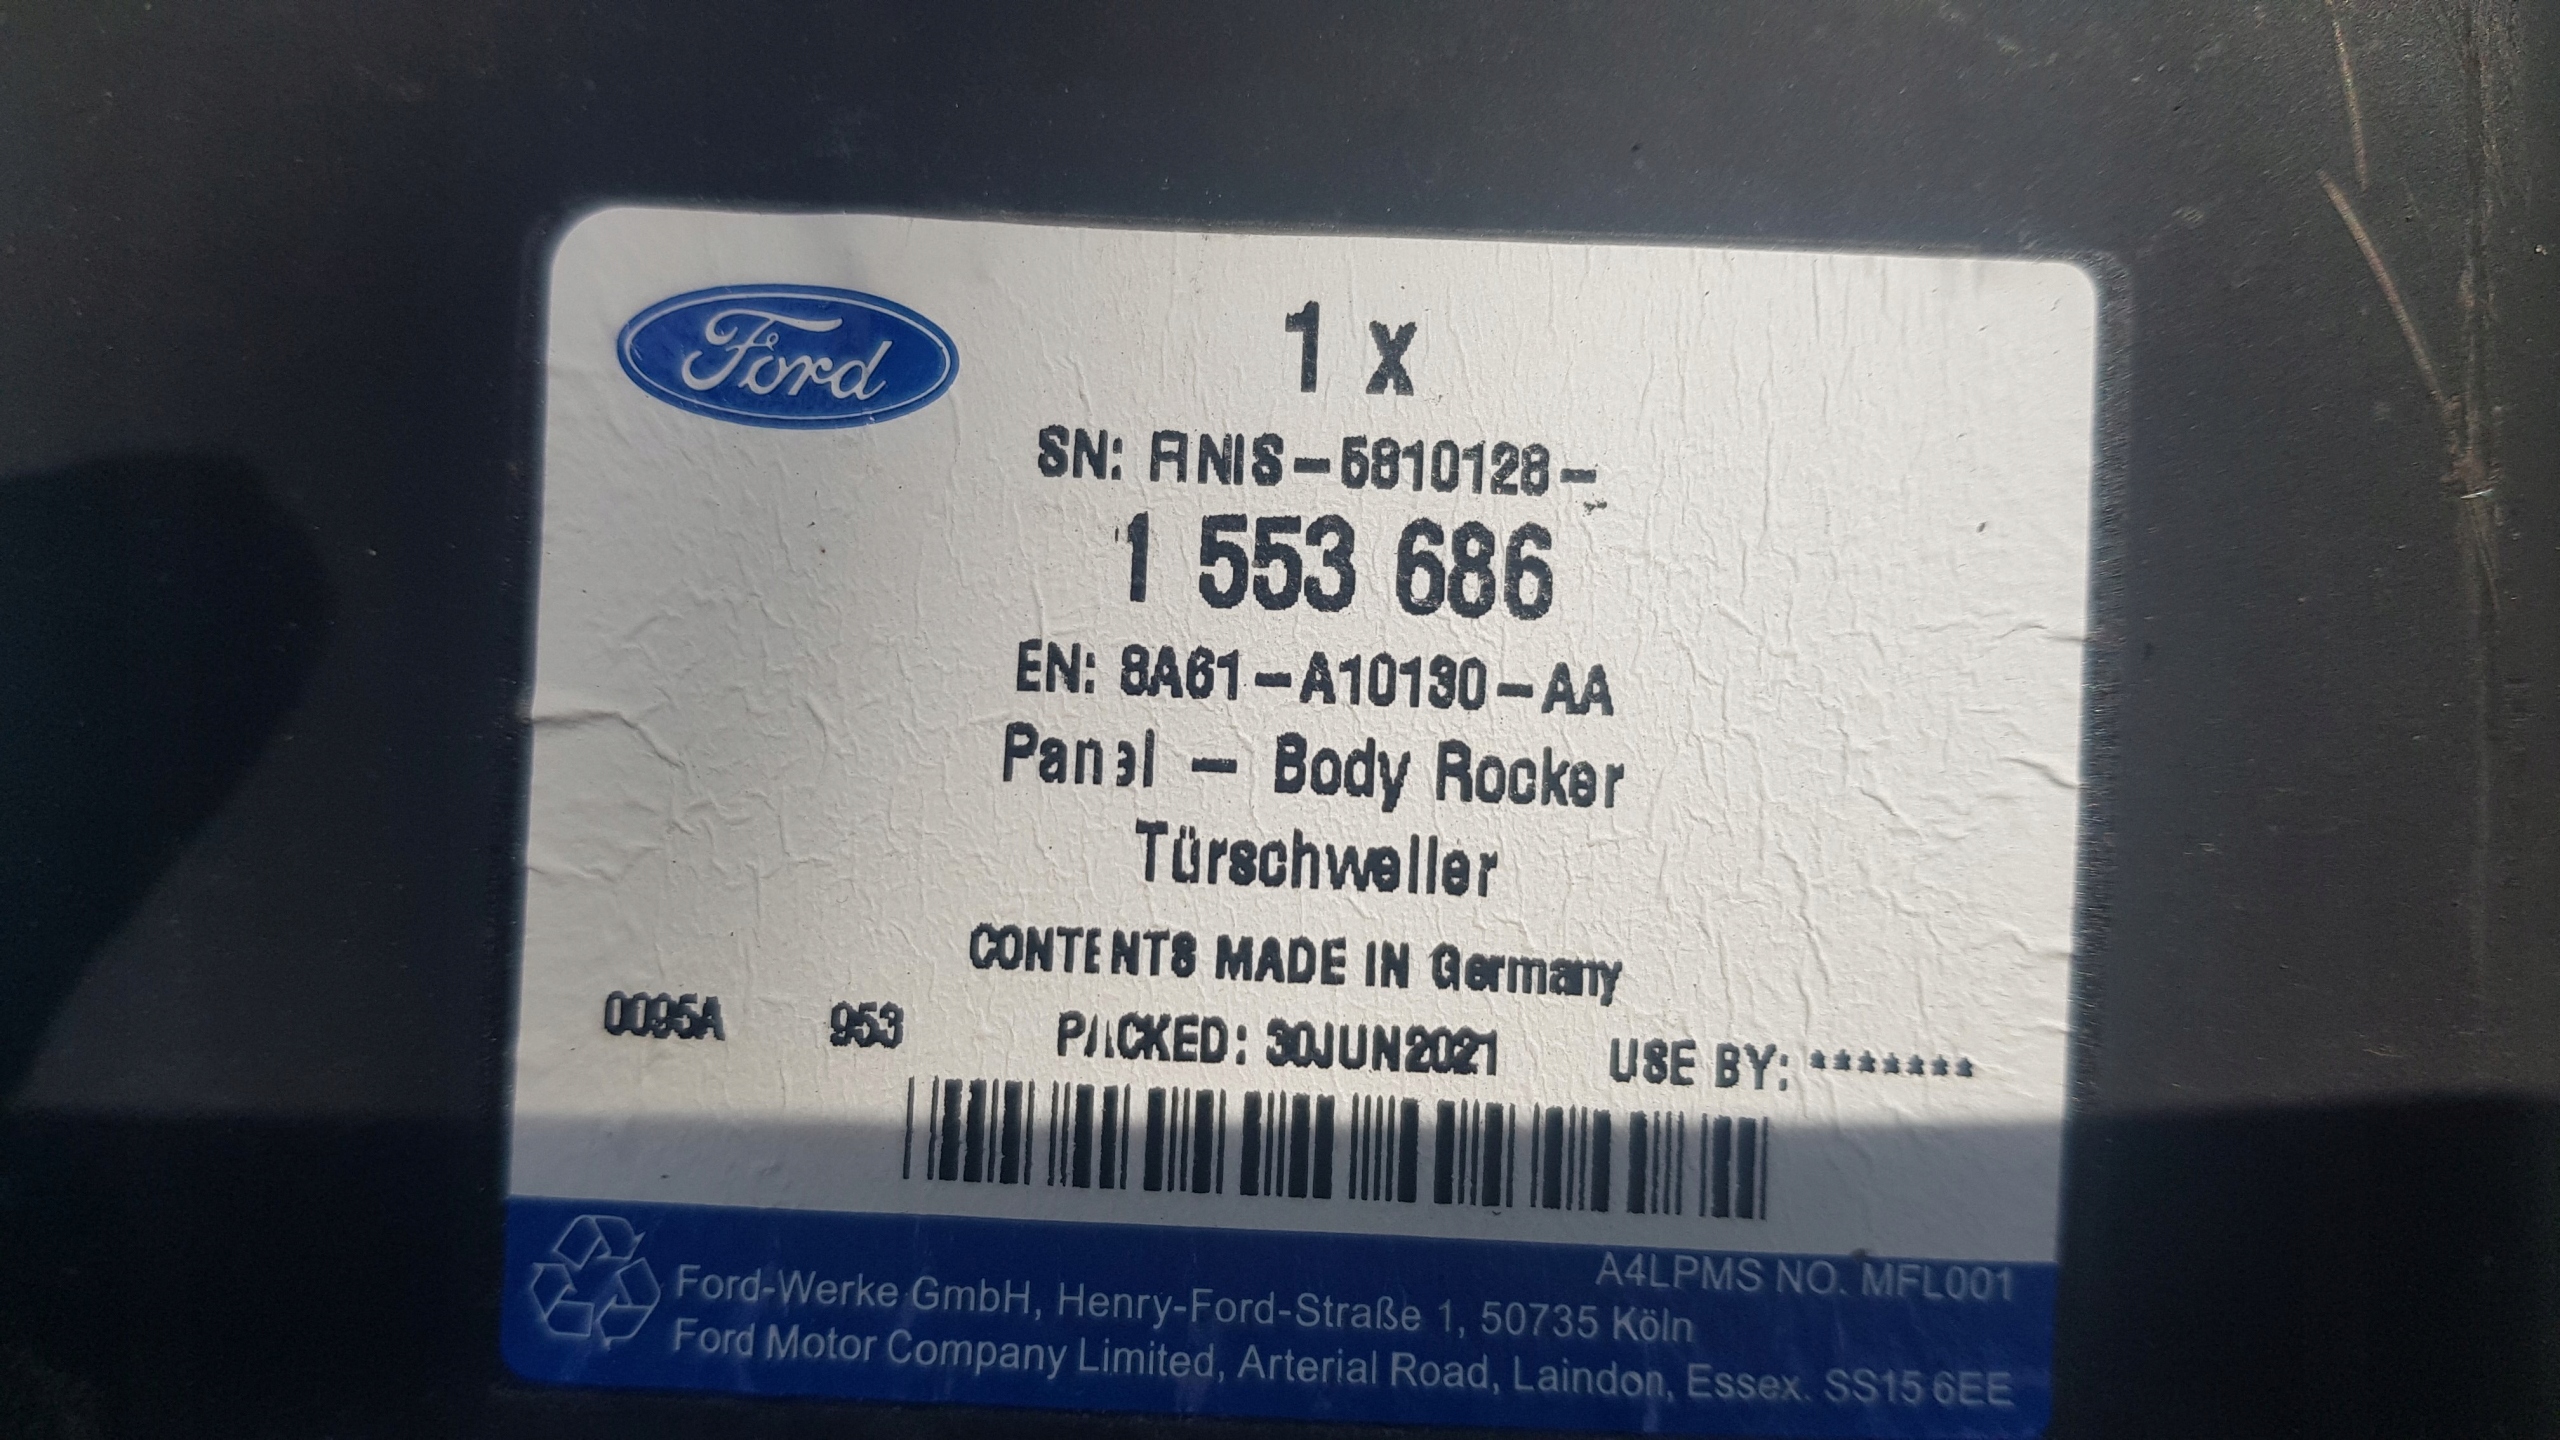 Ford
1 x
SN: FINIS-5810128-
1 553 686
EN: 8A61-A10130-AA
Panel - Body Rocker
Türschweller
CONTENTS MADE IN Germany
0095A 953 PACKED: 30JUN2021 USE BY: *******
A4LPMS NO. MFL001
Ford-Werke GmbH, Henry-Ford-Straße 1, 50735 Köln
Ford Motor Company Limited, Arterial Road, Laindon, Essex. SS15 6EE